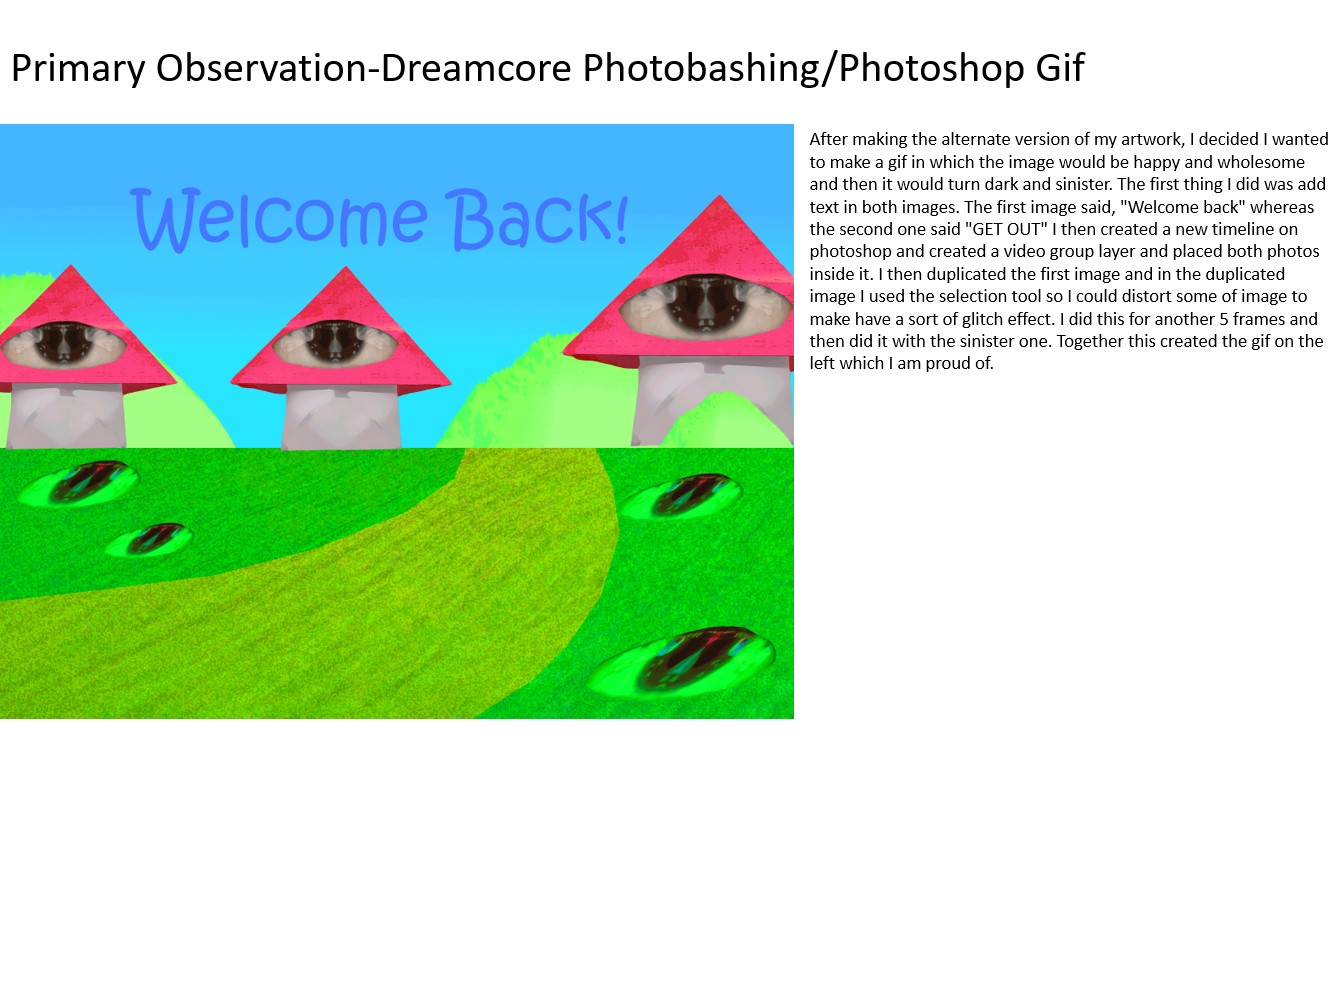 Primary Observation-Dreamcore Photobashing/Photoshop Gif
Welcome Back!
After making the alternate version of my artwork, I decided I wanted
to make a gif in which the image would be happy and wholesome
and then it would turn dark and sinister. The first thing I did was add
text in both images. The first image said, "Welcome back" whereas
the second one said "GET OUT" I then created a new timeline on
photoshop and created a video group layer and placed both photos
inside it. I then duplicated the first image and in the duplicated
image I used the selection tool so I could distort some of image to
make have a sort of glitch effect. I did this for another 5 frames and
then did it with the sinister one. Together this created the gif on the
left which I am proud of.